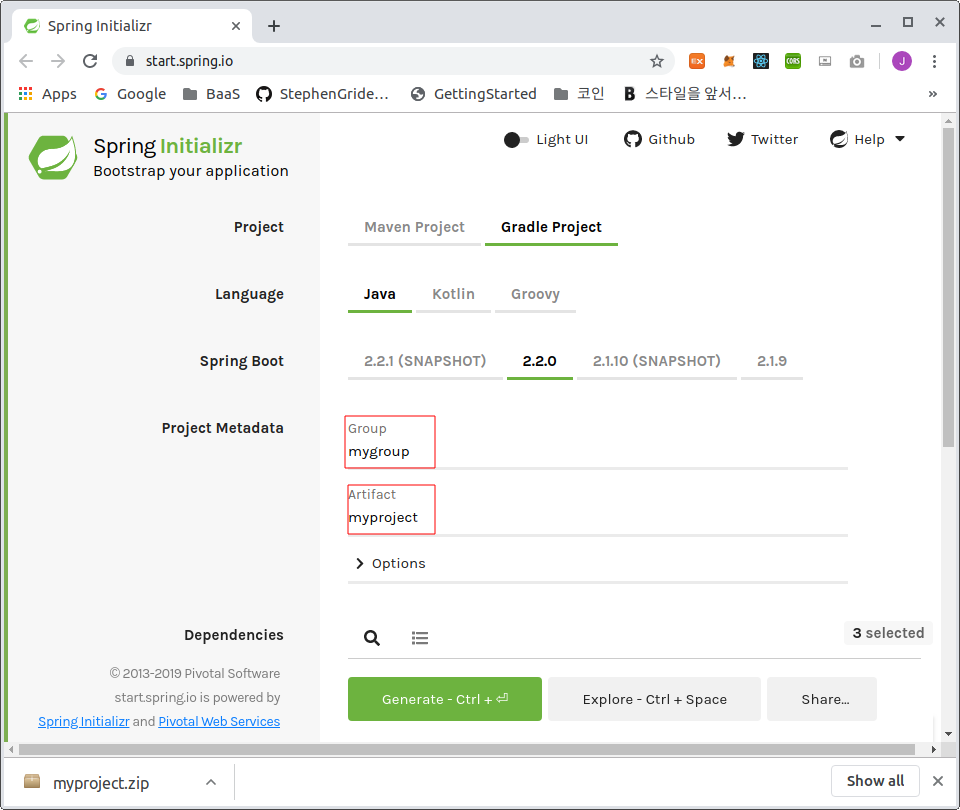 Spring Initializr
start.spring.io
Apps Google BaaS StephenGride... GettingStarted 코인 스타일을 앞서...
Spring Initializr
Bootstrap your application
Light UI Github Twitter Help
Project Maven Project Gradle Project
Language Java Kotlin Groovy
Spring Boot 2.2.1 (SNAPSHOT) 2.2.0 2.1.10 (SNAPSHOT) 2.1.9
Project Metadata Group
mygroup
Artifact
myproject
Options
Dependencies 3 selected
© 2013-2019 Pivotal Software
start.spring.io is powered by
Spring Initializr and Pivotal Web Services
Generate - Ctrl + ⏎ Explore - Ctrl + Space Share...
myproject.zip Show all